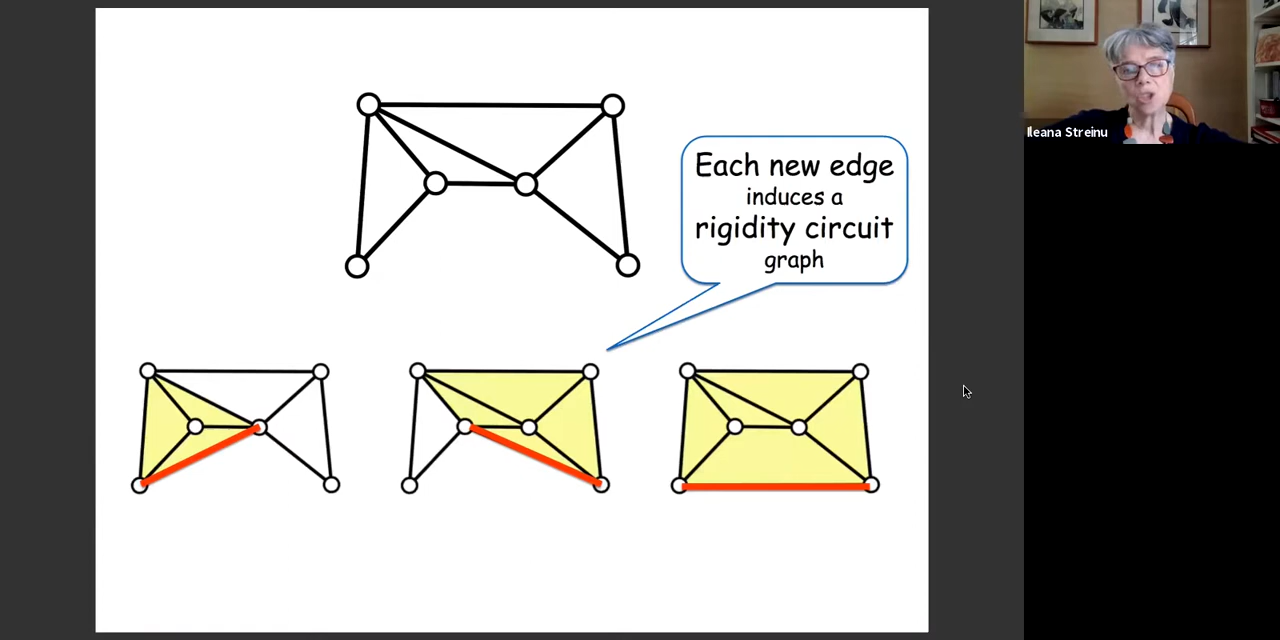 Each new edge
induces a
rigidity circuit
graph
Ileana Streinu